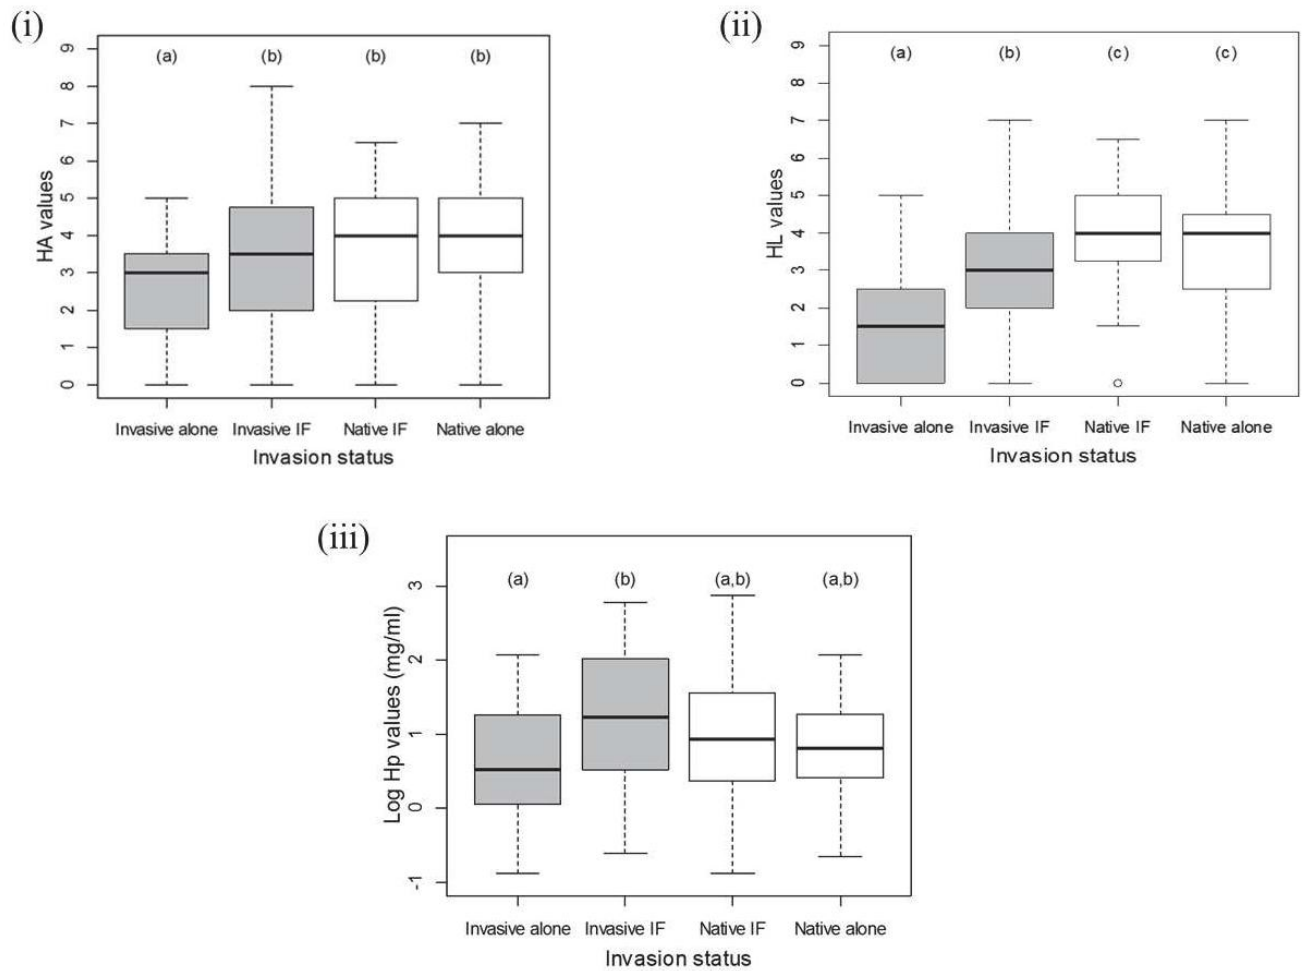 (i)
HA values
9
8
7
6
5
4
3
2
1
0
(a) (b) (b) (b)
Invasive alone Invasive IF Native IF Native alone
Invasion status
(ii)
HL values
9
8
7
6
5
4
3
2
1
0
(a) (b) (c) (c)
Invasive alone Invasive IF Native IF Native alone
Invasion status
(iii)
Log Hp values (mg/ml)
3
2
1
0
-1
(a) (b) (a,b) (a,b)
Invasive alone Invasive IF Native IF Native alone
Invasion status